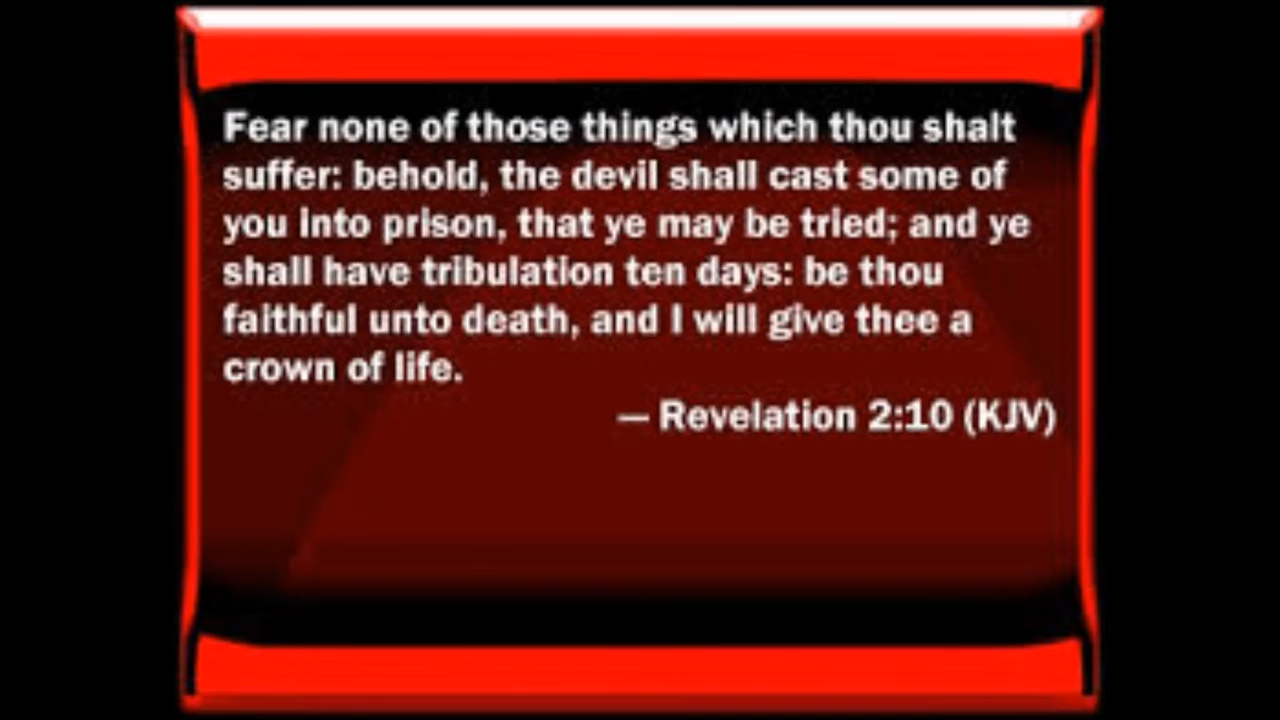 Fear none of those things which thou shalt
suffer: behold, the devil shall cast some of
you into prison, that ye may be tried; and ye
shall have tribulation ten days: be thou
faithful unto death, and I will give thee a
crown of life.
— Revelation 2:10 (KJV)